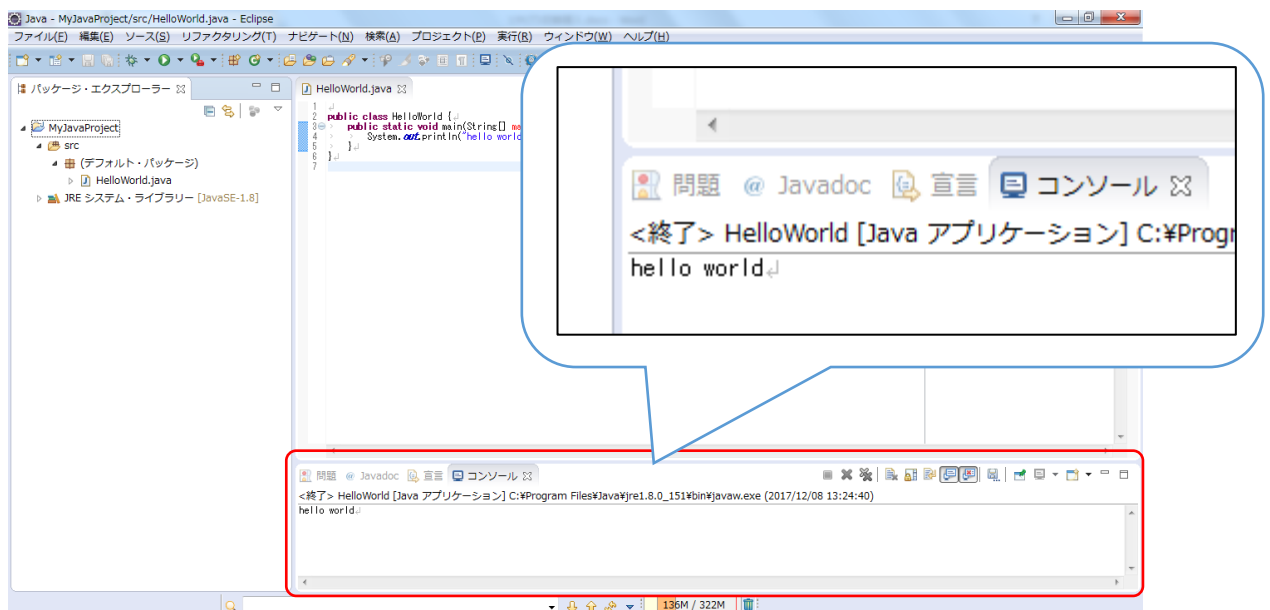 Java - MyJavaProject/src/HelloWorld.java - Eclipse
ファイル(F) 編集(E) ソース(S) リファクタリング(T) ナビゲート(N) 検索(A) プロジェクト(P) 実行(R) ウィンドウ(W) ヘルプ(H)
パッケージ・エクスプローラー
MyJavaProject
src
(デフォルト・パッケージ)
HelloWorld.java
JRE システム・ライブラリー [JavaSE-1.8]
HelloWorld.java
1
2 public class HelloWorld {
3 public static void main(String[]
4 System.out.println("hello world
5 }
6 }
7
問題 @ Javadoc 宣言 コンソール
<終了> HelloWorld [Java アプリケーション] C:¥Progr
hello world
問題 @ Javadoc 宣言 コンソール
<終了> HelloWorld [Java アプリケーション] C:¥Program Files¥Java¥jre1.8.0_151¥bin¥javaw.exe (2017/12/08 13:24:40)
hello world
136M / 322M